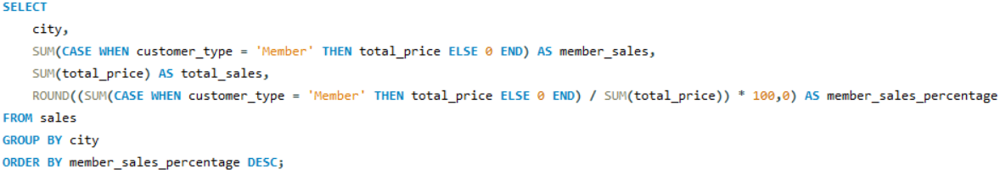 SELECT
    city,
    SUM(CASE WHEN customer_type = 'Member' THEN total_price ELSE 0 END) AS member_sales,
    SUM(total_price) AS total_sales,
    ROUND((SUM(CASE WHEN customer_type = 'Member' THEN total_price ELSE 0 END) / SUM(total_price)) * 100,0) AS member_sales_percentage
FROM sales
GROUP BY city
ORDER BY member_sales_percentage DESC;